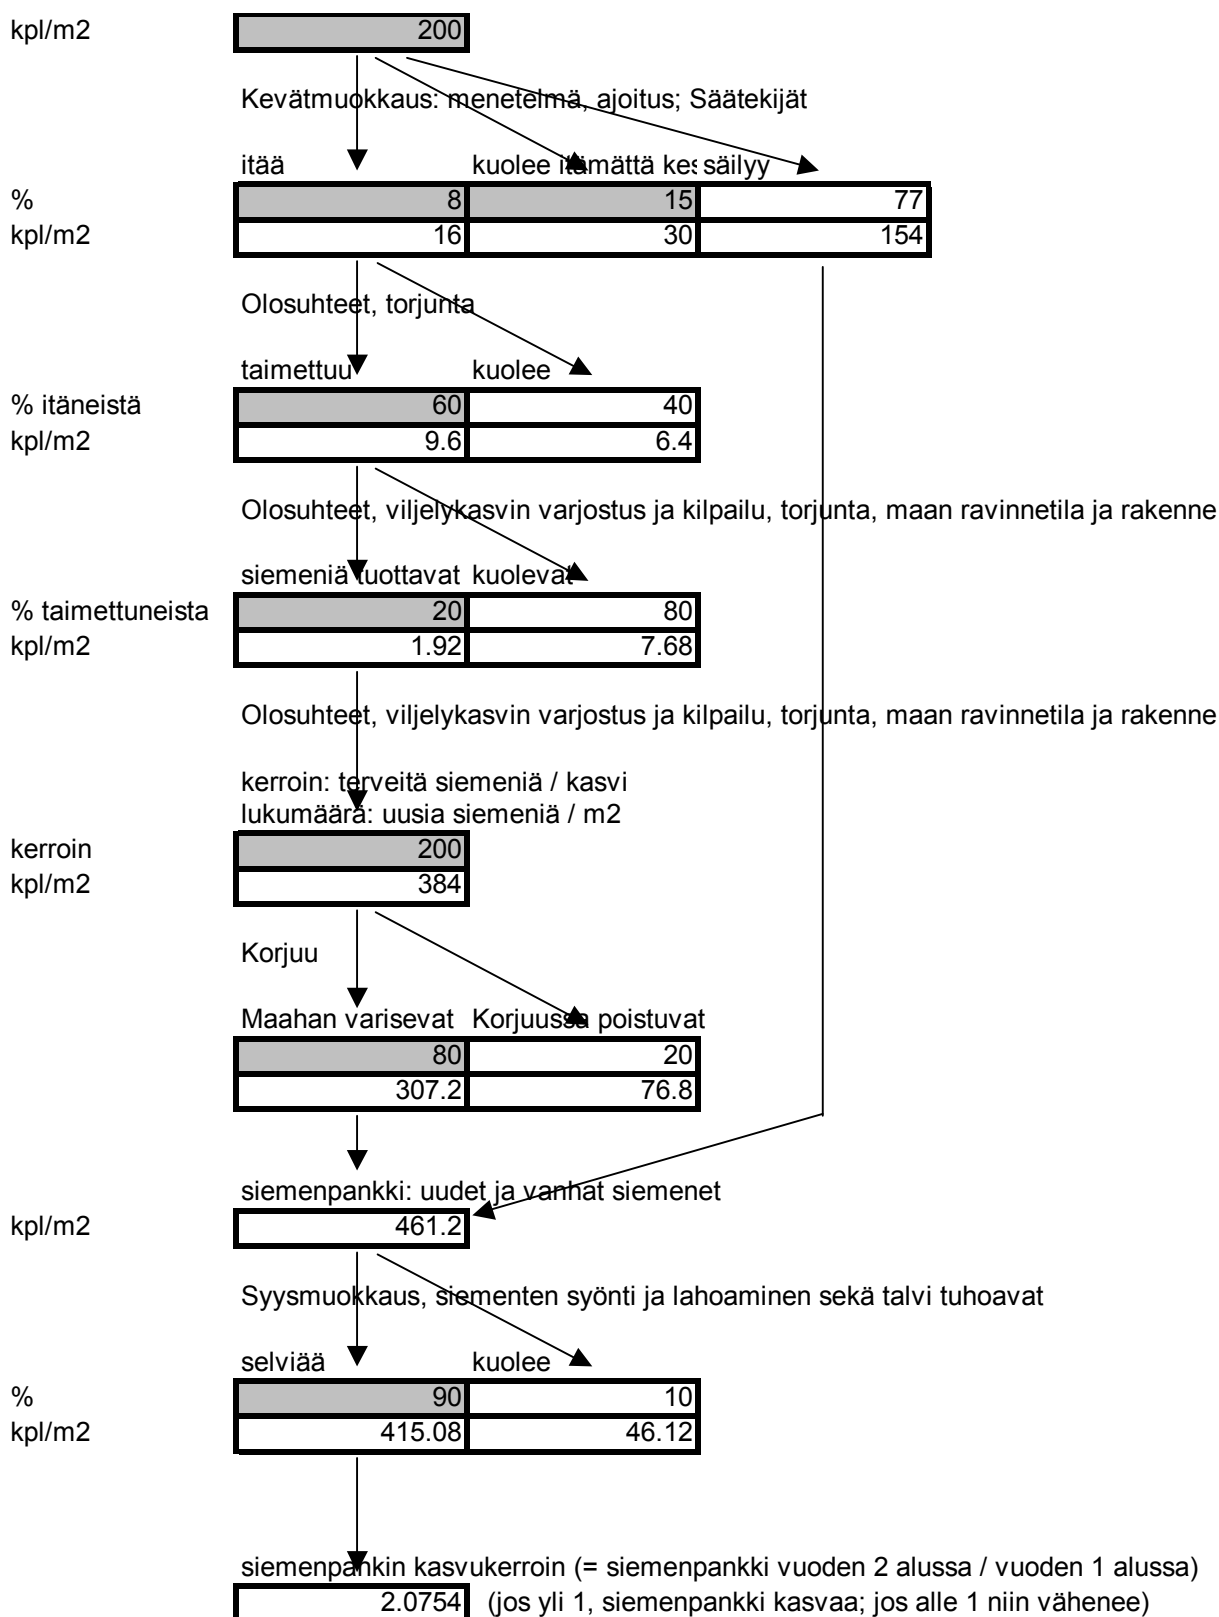 kpl/m2 200
Kevätmuokkaus: menetelmä, ajoitus; Säätekijät
itää kuolee itämättä kes säilyy
% 8 15 77
kpl/m2 16 30 154
Olosuhteet, torjunta
taimettuu kuolee
% itäneistä 60 40
kpl/m2 9.6 6.4
Olosuhteet, viljelykasvin varjostus ja kilpailu, torjunta, maan ravinnetila ja rakenne
siemeniä tuottavat kuolevat
% taimettuneista 20 80
kpl/m2 1.92 7.68
Olosuhteet, viljelykasvin varjostus ja kilpailu, torjunta, maan ravinnetila ja rakenne
kerroin: terveitä siemeniä / kasvi
lukumäärä: uusia siemeniä / m2
kerroin 200
kpl/m2 384
Korjuu
Maahan varisevat Korjuussa poistuvat
80 20
307.2 76.8
siemenpankki: uudet ja vanhat siemenet
kpl/m2 461.2
Syysmuokkaus, siementen syönti ja lahoaminen sekä talvi tuhoavat
selviää kuolee
% 90 10
kpl/m2 415.08 46.12
siemenpankin kasvukerroin (= siemenpankki vuoden 2 alussa / vuoden 1 alussa)
2.0754 (jos yli 1, siemenpankki kasvaa; jos alle 1 niin vähenee)